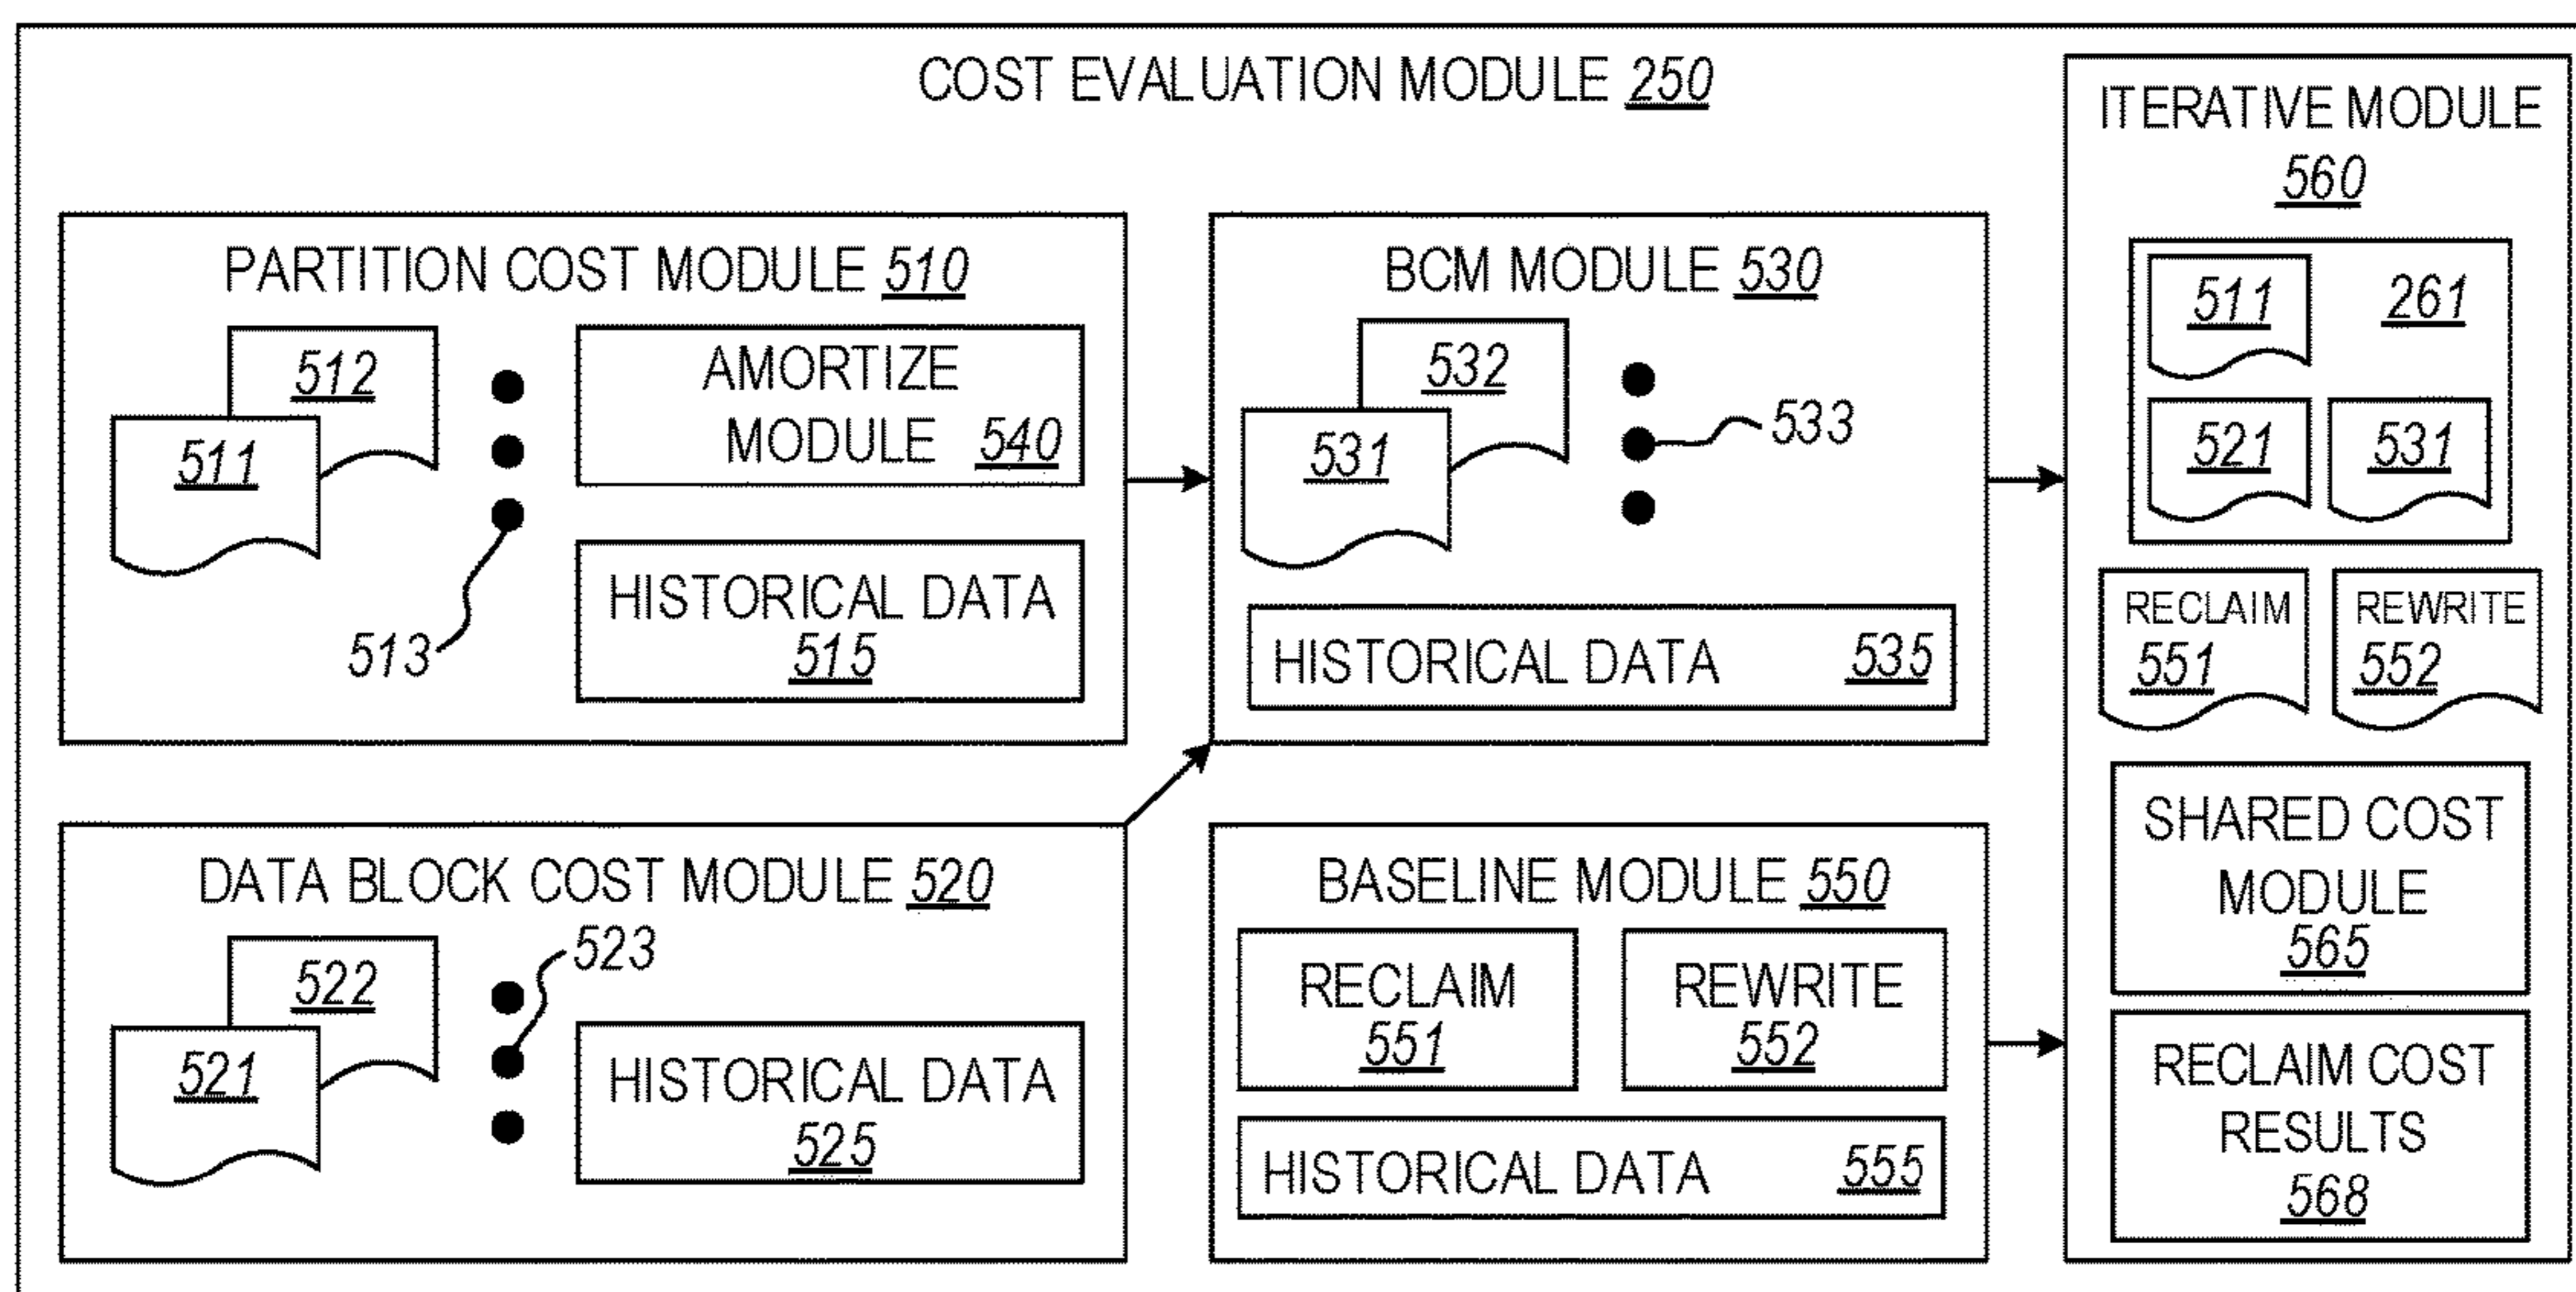 COST EVALUATION MODULE 250
PARTITION COST MODULE 510
512
511
513
AMORTIZE
MODULE 540
HISTORICAL DATA
515
BCM MODULE 530
532
531
533
HISTORICAL DATA 535
DATA BLOCK COST MODULE 520
523
522
521
HISTORICAL DATA
525
BASELINE MODULE 550
RECLAIM
551
REWRITE
552
HISTORICAL DATA 555
ITERATIVE MODULE
560
511 261
521 531
RECLAIM
551
REWRITE
552
SHARED COST
MODULE
565
RECLAIM COST
RESULTS
568